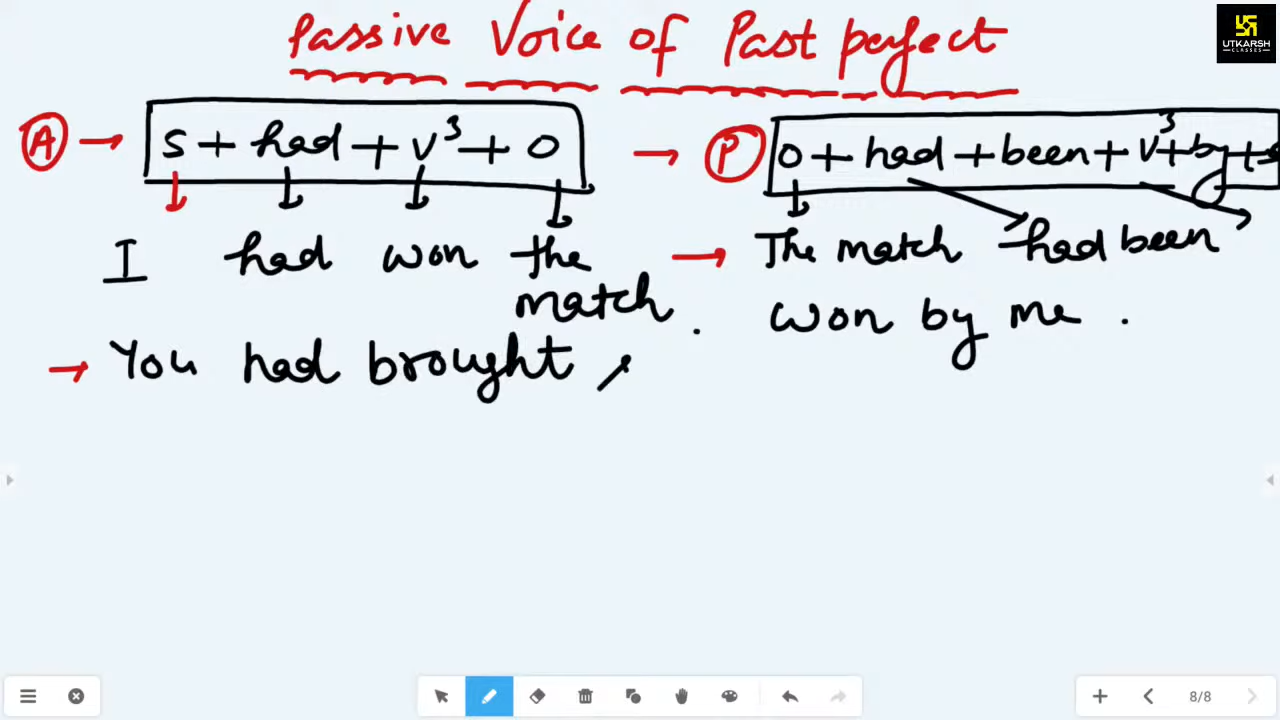 Passive Voice of Past perfect
UTKARSH
CLASSES
A → S + had + V³ + O → P O + had + been + V³ + by + s
I had won the match. → The match had been won by me.
→ You had brought
8/8